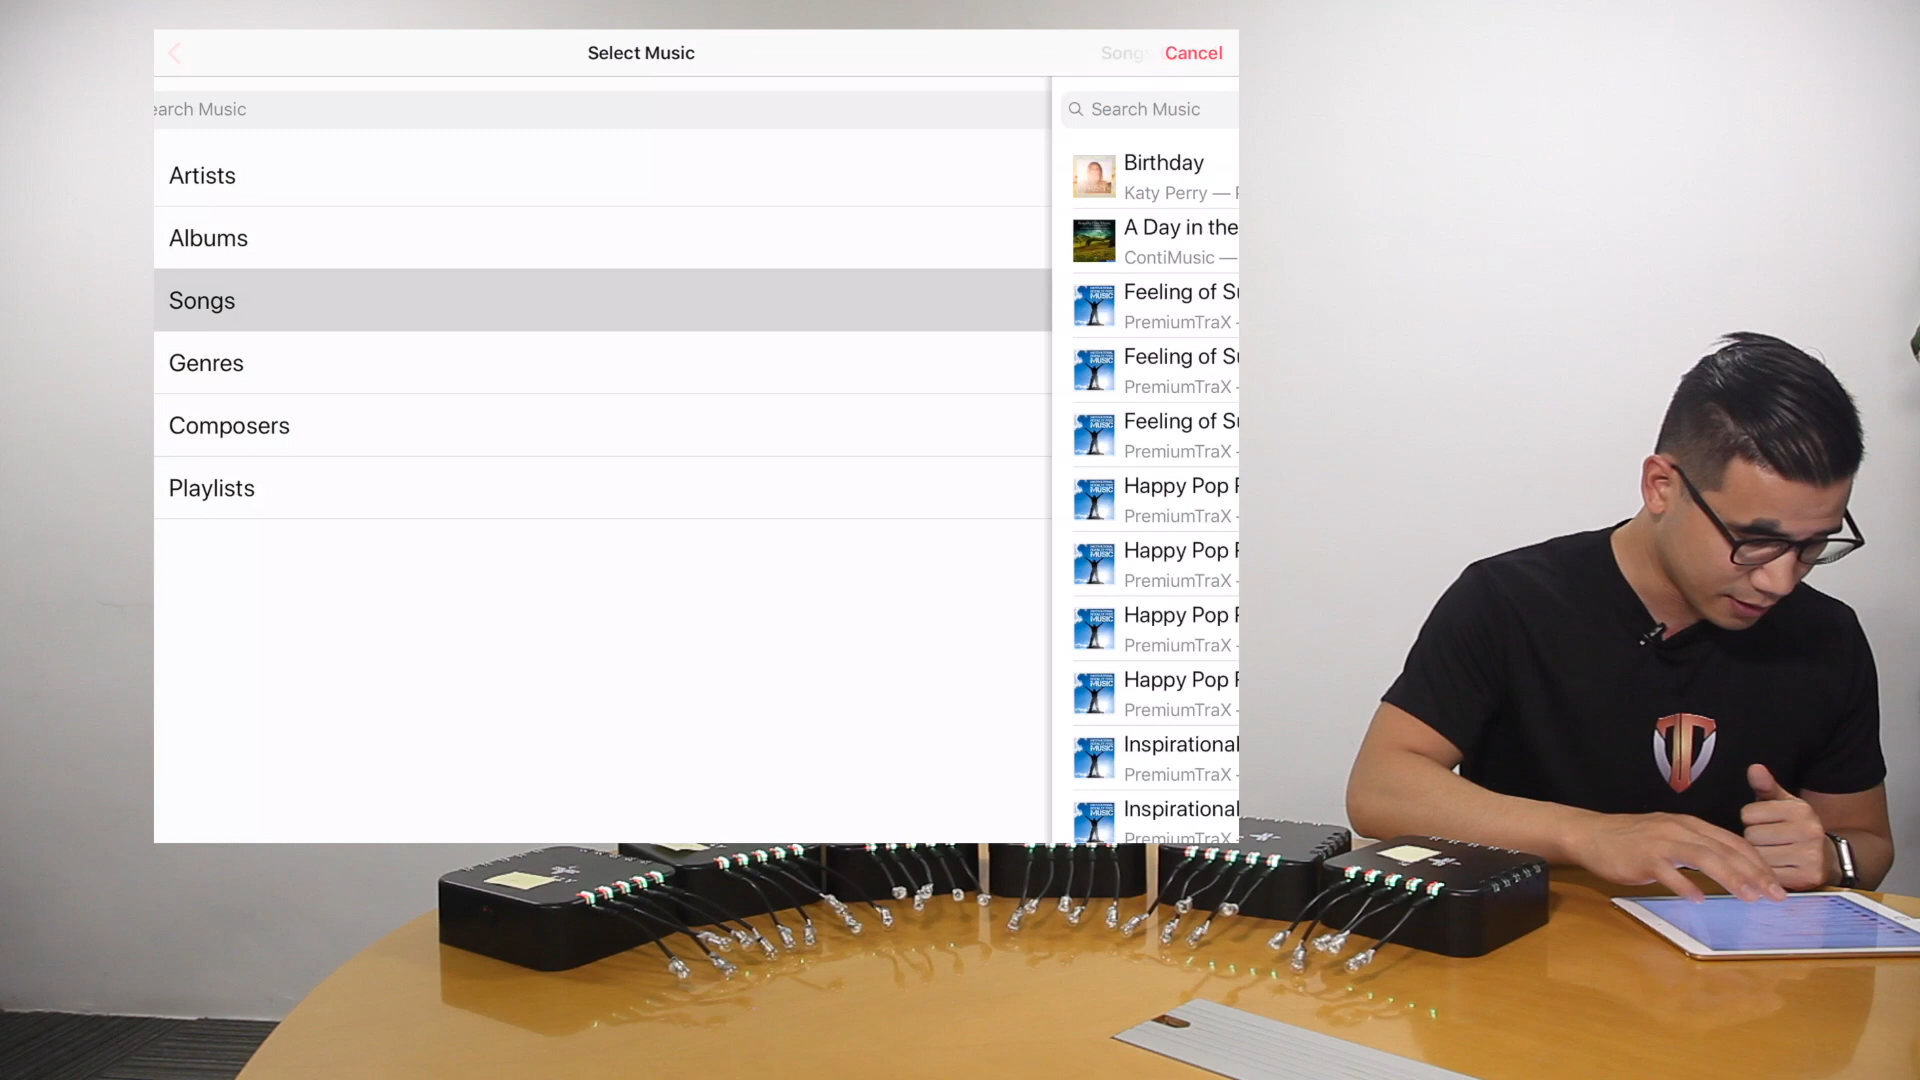 Select Music
Song
Cancel
earch Music
Artists
Albums
Songs
Genres
Composers
Playlists
Search Music
Birthday
Katy Perry —
A Day in the
ContiMusic —
Feeling of
PremiumTraX -
Feeling of
PremiumTraX -
Feeling of
PremiumTraX -
Happy Pop
PremiumTraX -
Happy Pop
PremiumTraX -
Happy Pop
PremiumTraX -
Happy Pop
PremiumTraX -
Inspirational
PremiumTraX -
Inspirational
PremiumTraX -